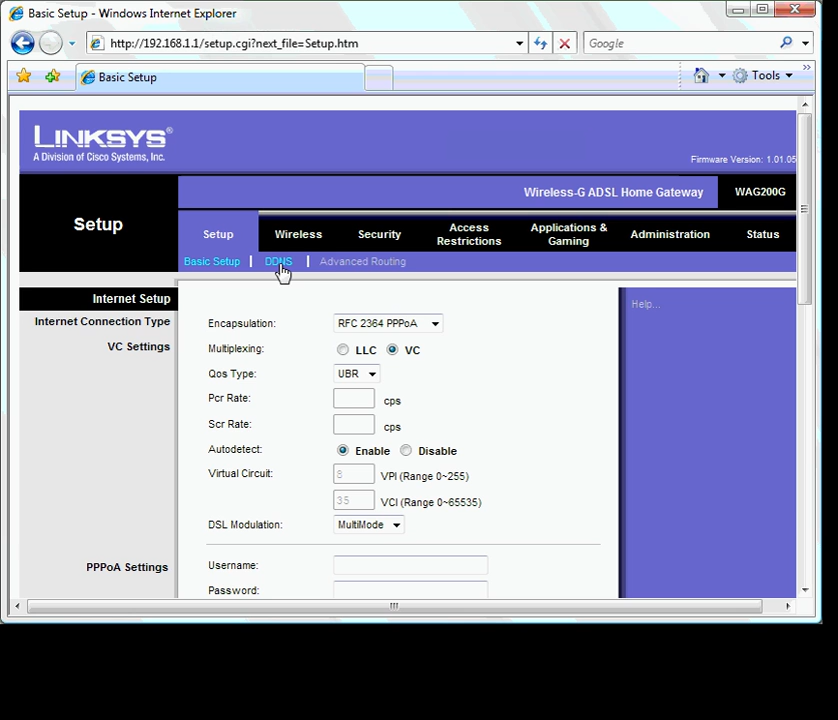 Basic Setup - Windows Internet Explorer
http://192.168.1.1/setup.cgi?next_file=Setup.htm
Google
Basic Setup
Tools
LINKSYS®
A Division of Cisco Systems, Inc.
Firmware Version: 1.01.05
Wireless-G ADSL Home Gateway WAG200G
Setup
Setup Wireless Security Access Restrictions Applications & Gaming Administration Status
Basic Setup | DDNS | Advanced Routing
Internet Setup
Help...
Internet Connection Type
Encapsulation: RFC 2364 PPPoA
VC Settings
Multiplexing: LLC VC
Qos Type: UBR
Pcr Rate: cps
Scr Rate: cps
Autodetect: Enable Disable
Virtual Circuit: 8 VPI (Range 0~255)
35 VCI (Range 0~65535)
DSL Modulation: MultiMode
PPPoA Settings
Username:
Password: